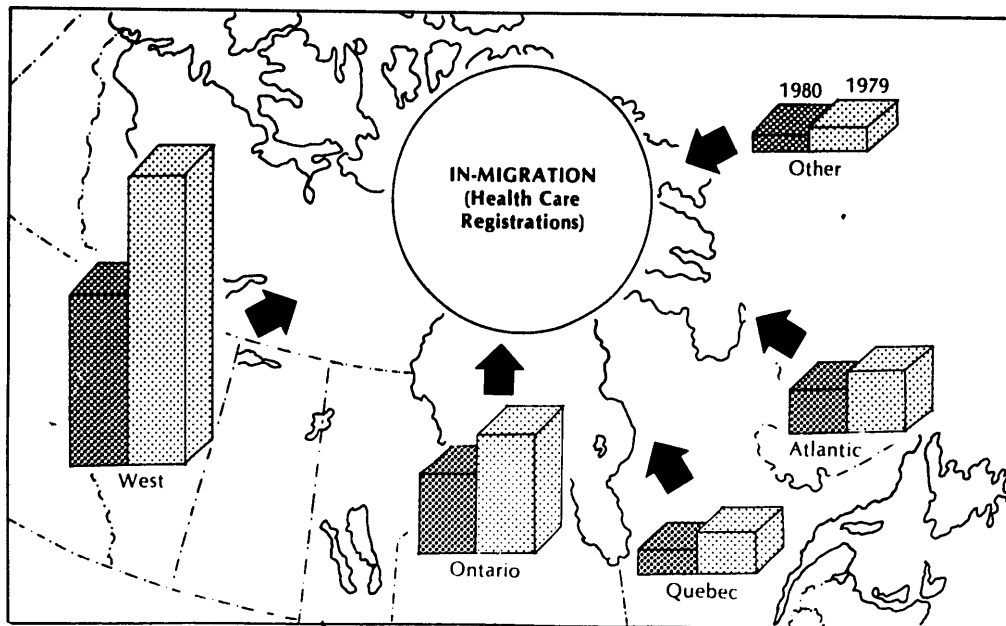 IN-MIGRATION
(Health Care
Registrations)
1980 1979
Other
West
Ontario
Quebec
Atlantic